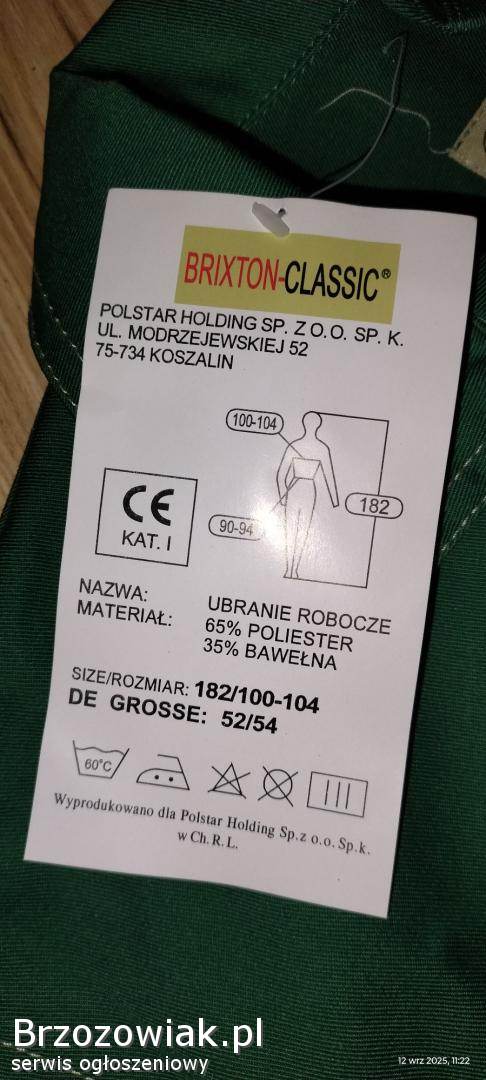 BRIXTON-CLASSIC®
POLSTAR HOLDING SP. Z O. O. SP. K.
UL. MODRZEJEWSKIEJ 52
75-734 KOSZALIN
100-104
182
90-94
CE
KAT. I
NAZWA: UBRANIE ROBOCZE
MATERIAŁ: 65% POLIESTER
35% BAWEŁNA
SIZE/ROZMIAR: 182/100-104
DE GROSSE: 52/54
60°C
Wyprodukowano dla Polstar Holding Sp.z o.o. Sp.k.
w Ch. R. L.
Brzozowiak.pl
serwis ogłoszeniowy
12 wrz 2025, 11:22